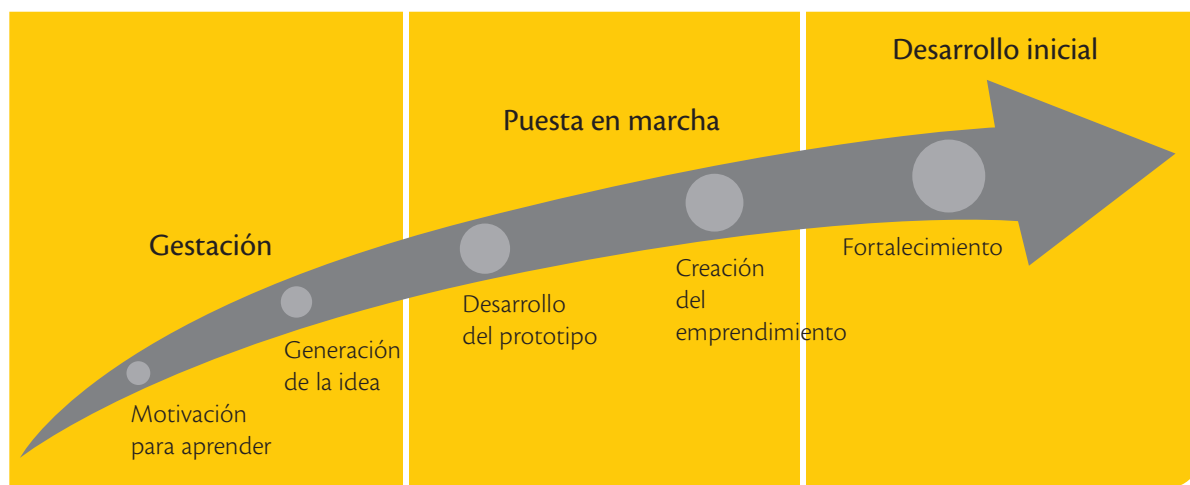 Gestación
Motivación
para aprender
Generación
de la idea
Puesta en marcha
Desarrollo
del prototipo
Creación
del
emprendimiento
Desarrollo inicial
Fortalecimiento